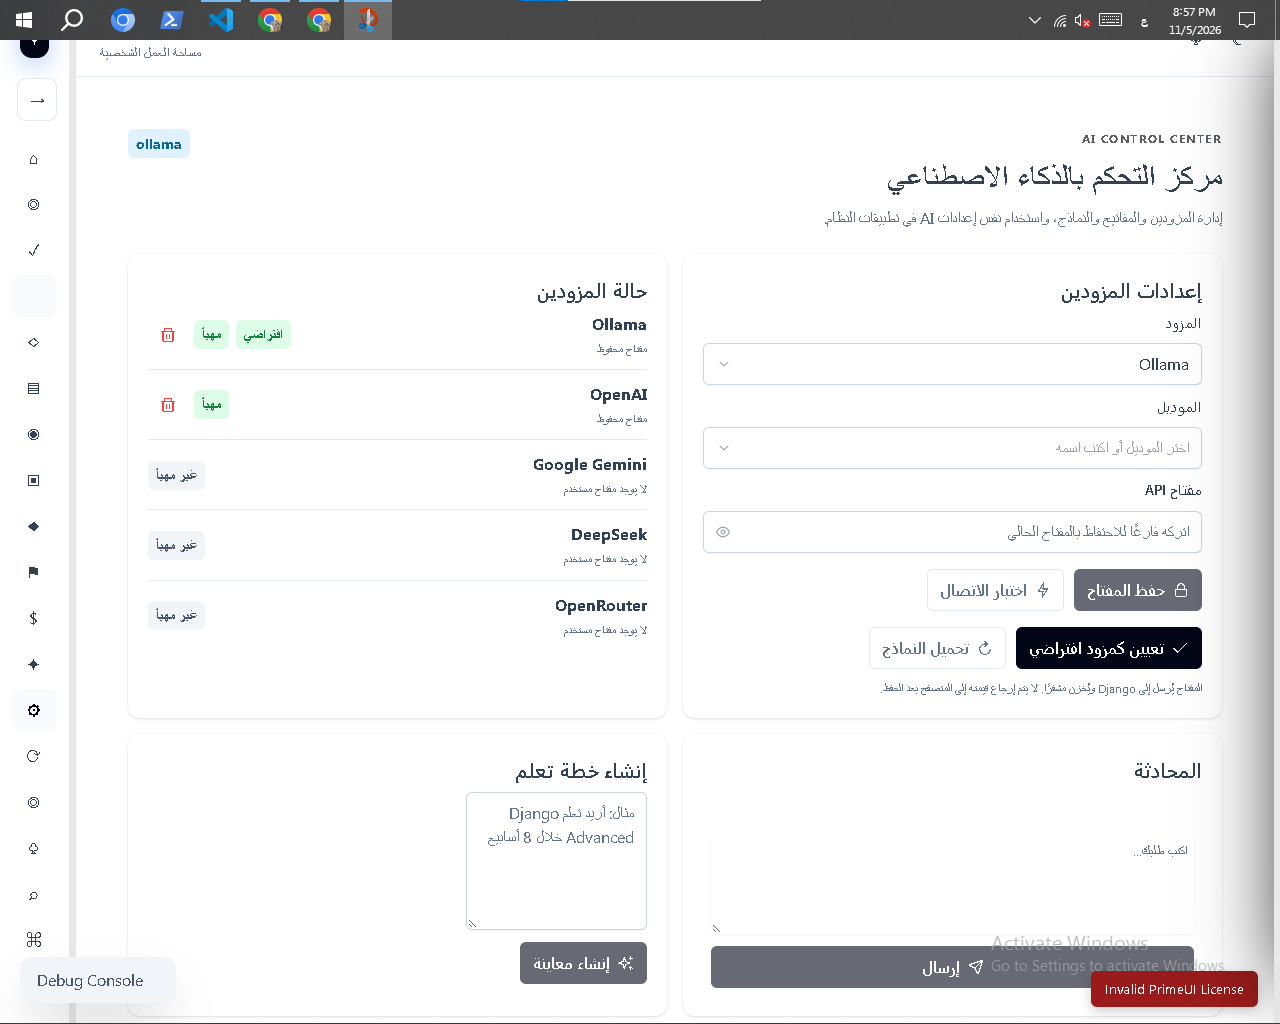 8:57 PM
ع
11/5/2026
مساحة العمل الشخصية
AI CONTROL CENTER
ollama
مركز التحكم بالذكاء الاصطناعي
إدارة المزودين والمفاتيح والنماذج، واستخدام نفس إعدادات AI في تطبيقات النظام.
إعدادات المزودين
المزود
Ollama
الموديل
اختر الموديل أو اكتب اسمه
مفتاح API
اتركه فارغًا للاحتفاظ بالمفتاح الحالي
حفظ المفتاح
اختبار الاتصال
تعيين كمزود افتراضي
تحميل النماذج
المفتاح يُرسل إلى Django ويُخزن مشفرًا. لا يتم إرجاع قيمته إلى المتصفح بعد الحفظ.
حالة المزودين
Ollama
مفتاح محفوظ
افتراضي
مهيأ
OpenAI
مفتاح محفوظ
مهيأ
Google Gemini
لا يوجد مفتاح مستخدم
غير مهيأ
DeepSeek
لا يوجد مفتاح مستخدم
غير مهيأ
OpenRouter
لا يوجد مفتاح مستخدم
غير مهيأ
المحادثة
اكتب طلبك...
إرسال
إنشاء خطة تعلم
مثال: أريد تعلم Django
Advanced خلال 8 أسابيع
إنشاء معاينة
Activate Windows
Go to Settings to activate Windows.
Debug Console
Invalid PrimeUI License